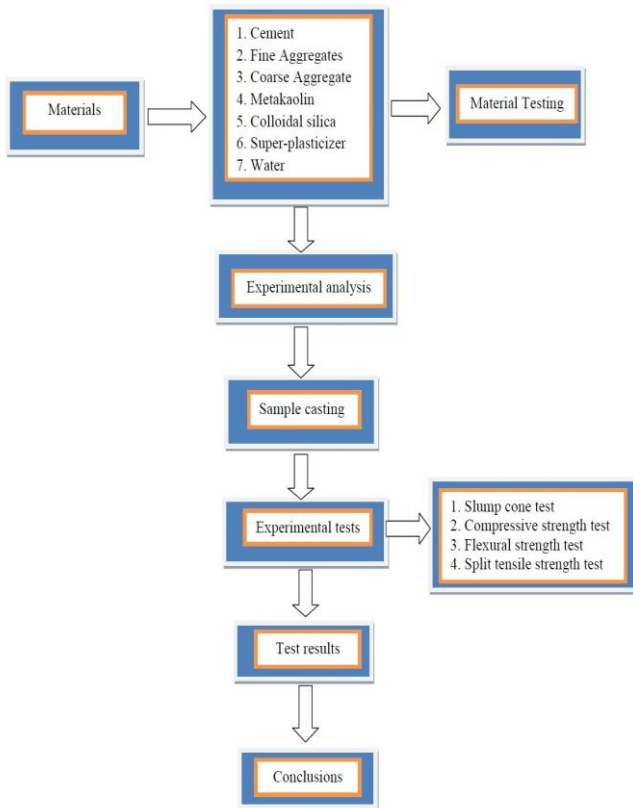 Materials
1. Cement
2. Fine Aggregates
3. Coarse Aggregate
4. Metakaolin
5. Colloidal silica
6. Super-plasticizer
7. Water
Material Testing
Experimental analysis
Sample casting
Experimental tests
1. Slump cone test
2. Compressive strength test
3. Flexural strength test
4. Split tensile strength test
Test results
Conclusions